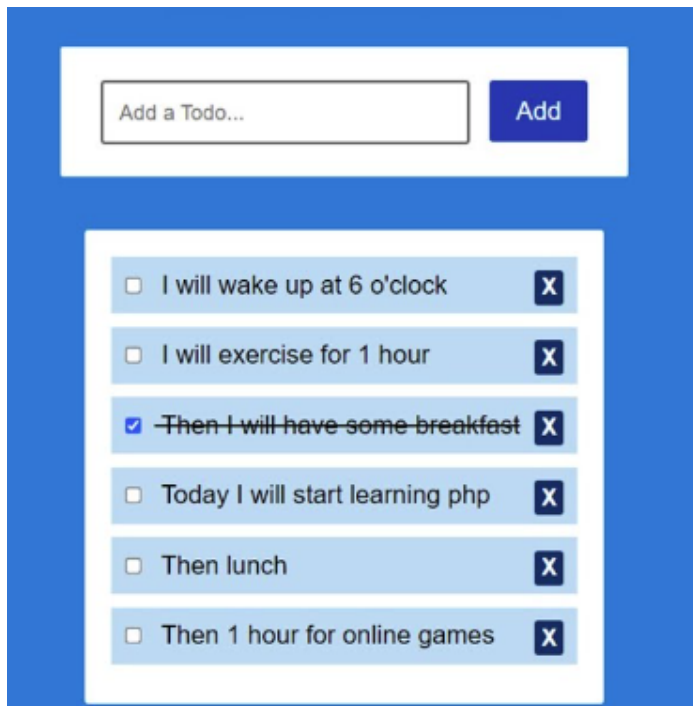 Add a Todo...
Add
I will wake up at 6 o'clock X
I will exercise for 1 hour X
Then I will have some breakfast X
Today I will start learning php X
Then lunch X
Then 1 hour for online games X